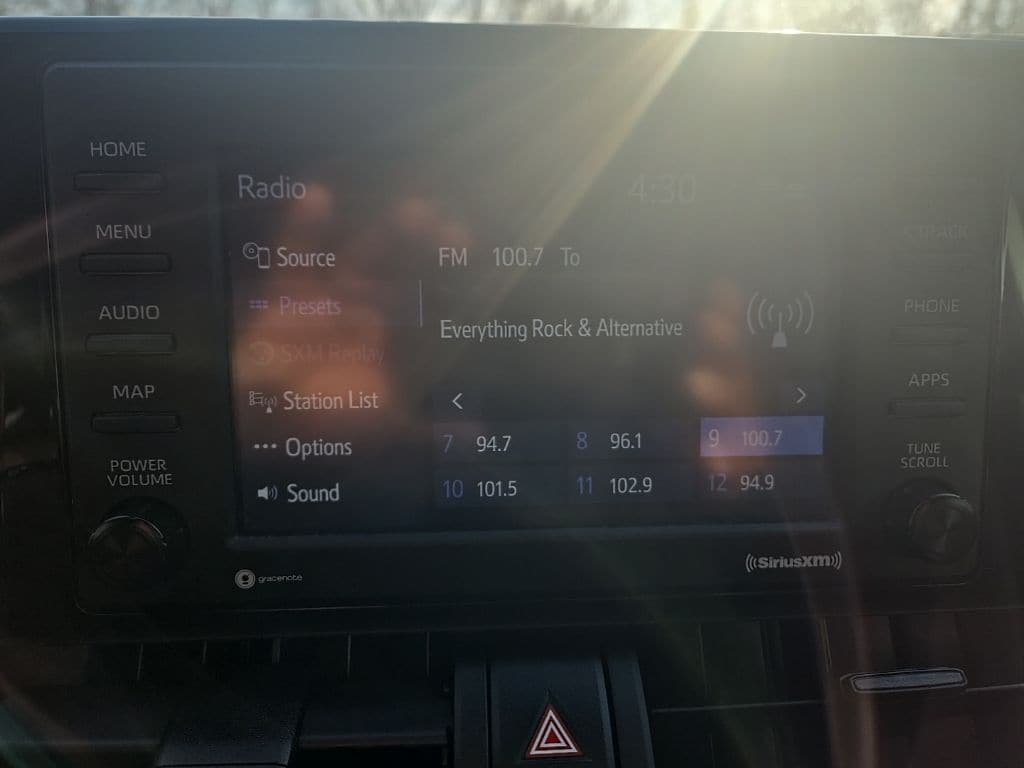 HOME
MENU
AUDIO
MAP
POWER
VOLUME
Radio
4:30
Source
Presets
SXM Replay
Station List
Options
Sound
FM 100.7 To
Everything Rock & Alternative
<
>
7 94.7
8 96.1
9 100.7
10 101.5
11 102.9
12 94.9
PHONE
APPS
TUNE
SCROLL
gracenote
SiriusXM